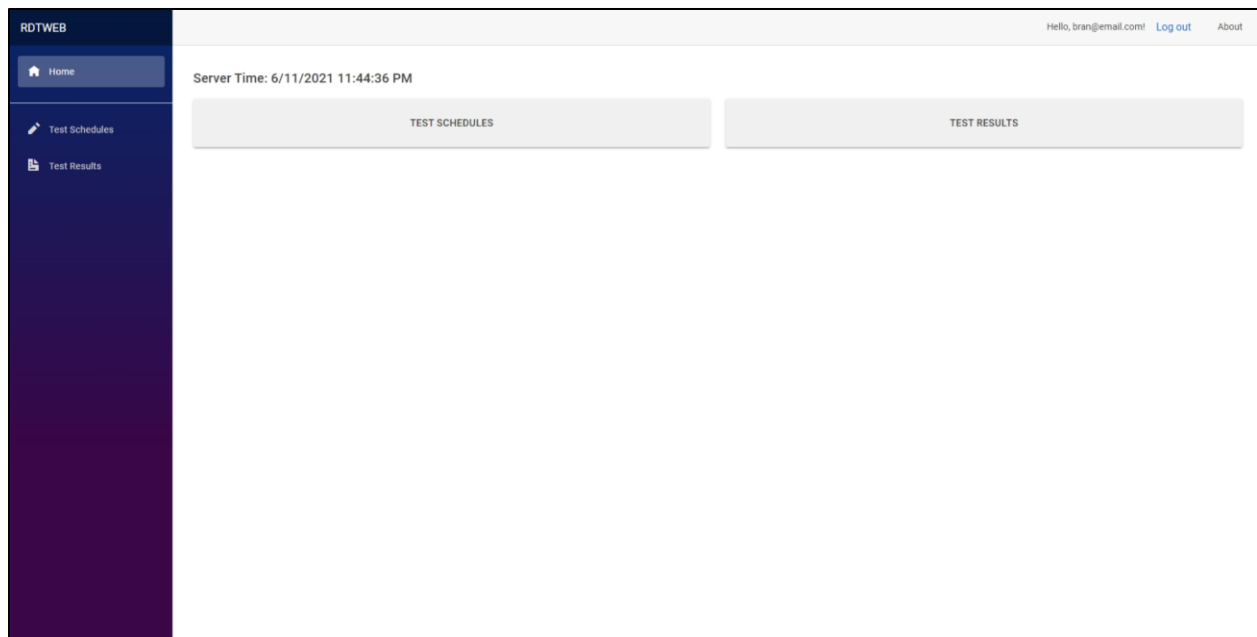 RDTWEB
Hello, bran@email.com! Log out About
Home
Server Time: 6/11/2021 11:44:36 PM
Test Schedules
Test Results
TEST SCHEDULES
TEST RESULTS